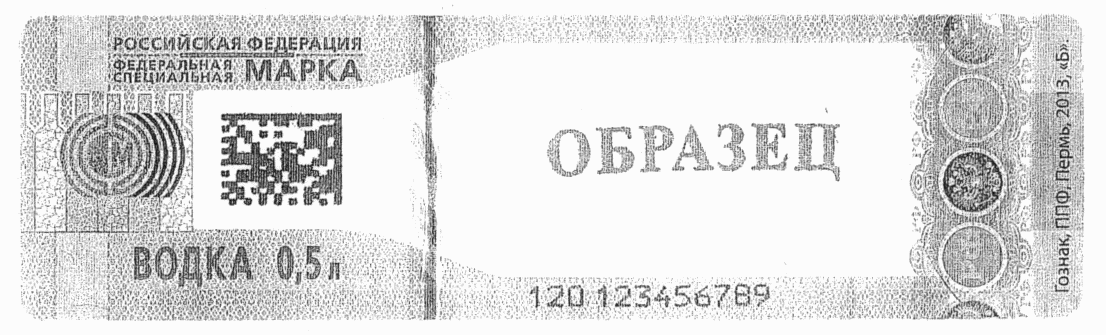 РОССИЙСКАЯ ФЕДЕРАЦИЯ
ФЕДЕРАЛЬНАЯ
СПЕЦИАЛЬНАЯ
МАРКА
М
ВОДКА 0,5 л
ОБРАЗЕЦ
120 123456789
Гознак, ППФ, Пермь, 2013, «Б».